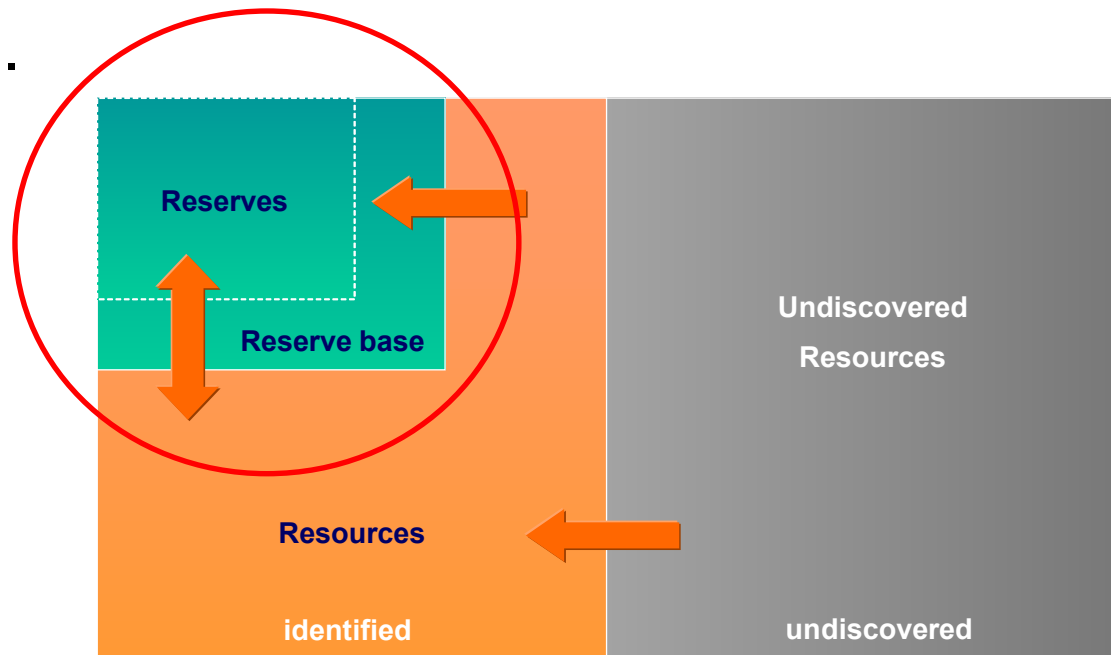 Reserves
Reserve base
Undiscovered
Resources
Resources
identified
undiscovered